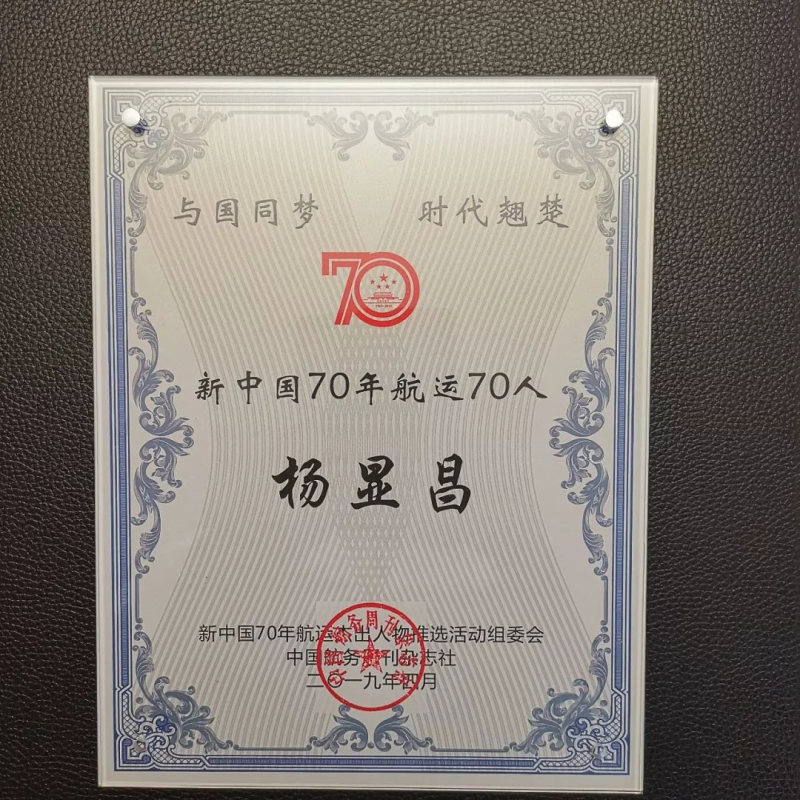 与国同梦 时代翘楚
70
新中国70年航运70人
杨显昌
新中国70年航运杰出人物推选活动组委会
中国航务周刊杂志社
二〇一九年四月